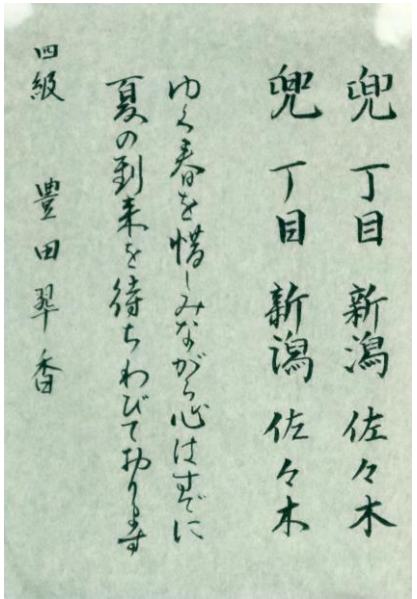 兜 丁目 新潟 佐々木
兜 丁目 新潟 佐々木
ゆく春を惜しみながら心はすでに
夏の到来を待ちわびております
四級 豊田翠香